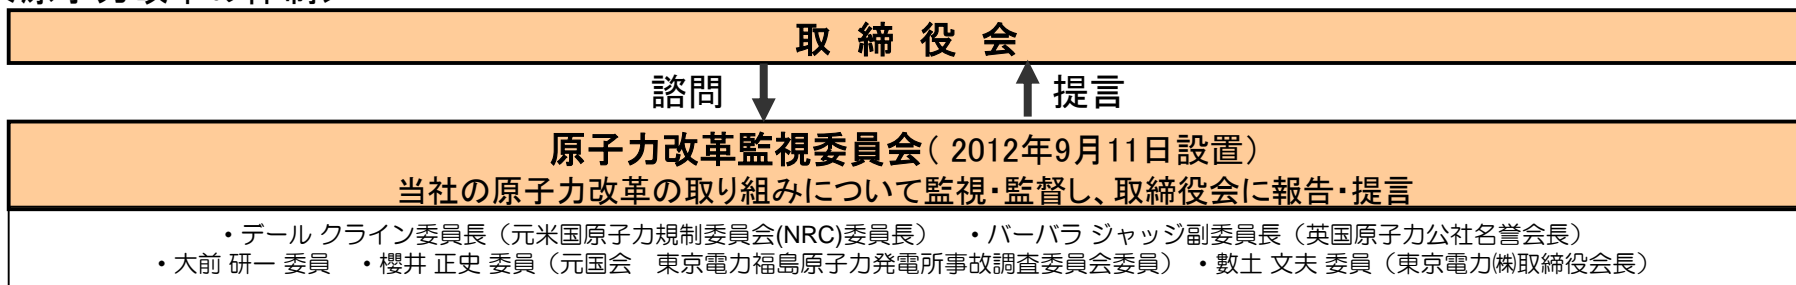 取 締 役 会
諮問 提言
原子力改革監視委員会（ 2012年9月11日設置）
当社の原子力改革の取り組みについて監視・監督し、取締役会に報告・提言
・デール クライン委員長（元米国原子力規制委員会(NRC)委員長） ・バーバラ ジャッジ副委員長（英国原子力公社名誉会長）
・大前 研一 委員 ・櫻井 正史 委員（元国会 東京電力福島原子力発電所事故調査委員会委員） ・數土 文夫 委員（東京電力㈱取締役会長）